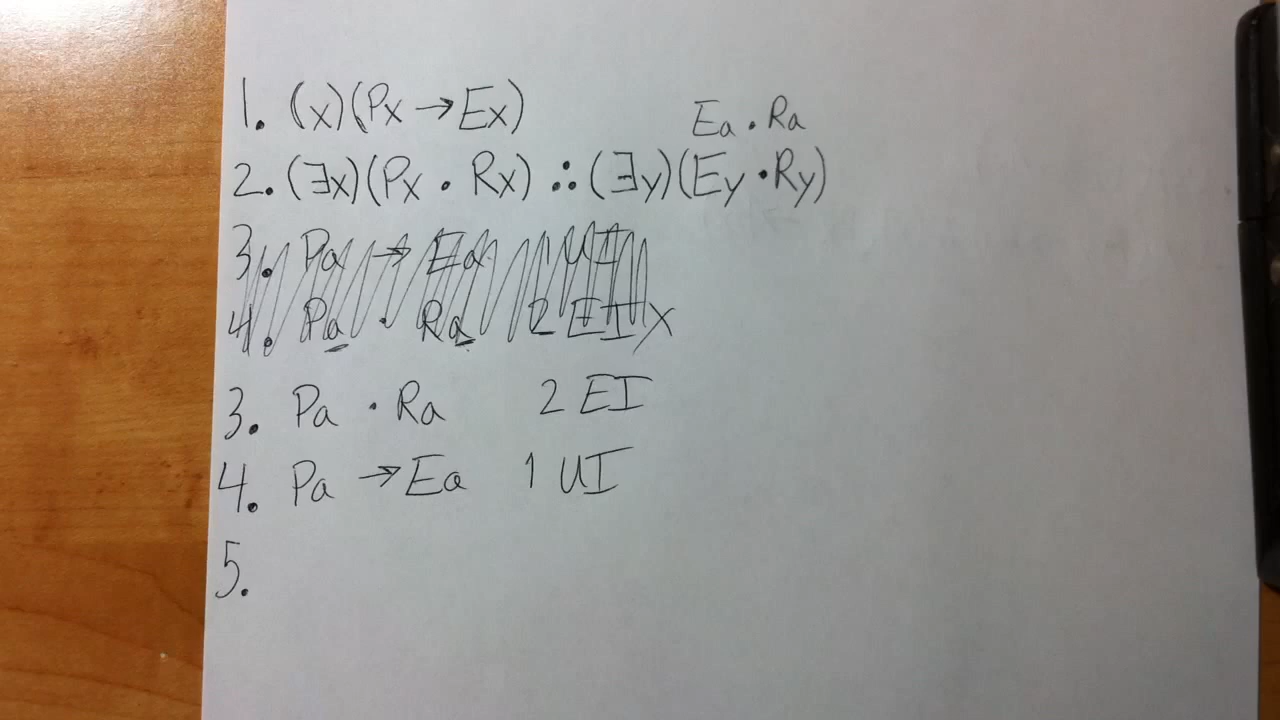 1. (x)(Px → Ex)
Ea • Ra
2. (∃x)(Px • Rx) ∴ (∃y)(Ey • Ry)
3. Pa → Ea 1 UI
4. Pa • Ra 2 EI x
3. Pa • Ra 2 EI
4. Pa → Ea 1 UI
5.